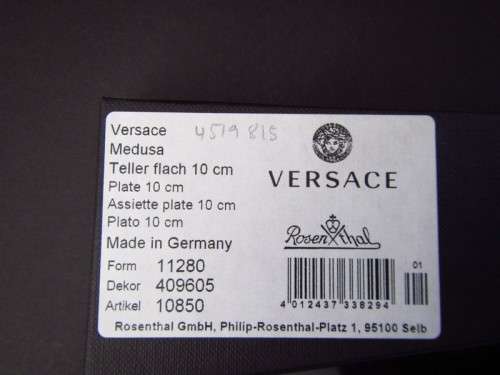 Versace 4519 815
Medusa
Teller flach 10 cm
Plate 10 cm
Assiette plate 10 cm
Plato 10 cm
Made in Germany
Form 11280
Dekor 409605
Artikel 10850
VERSACE
Rosenthal
01
4 012437 338294
Rosenthal GmbH, Philip-Rosenthal-Platz 1, 95100 Selb